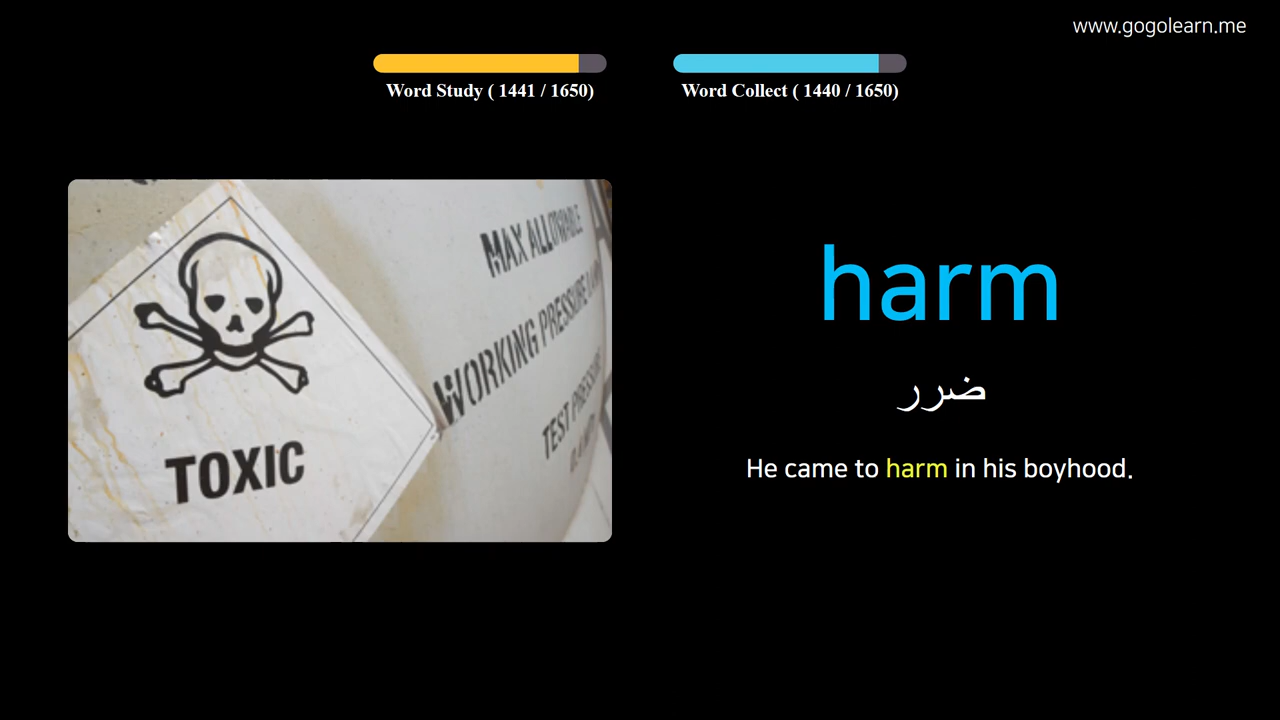 www.gogolearn.me
Word Study ( 1441 / 1650)
Word Collect ( 1440 / 1650)
MAX ALLOWABLE
WORKING PRESSURE
TEST PRESSURE
TOXIC
harm
ضرر
He came to harm in his boyhood.